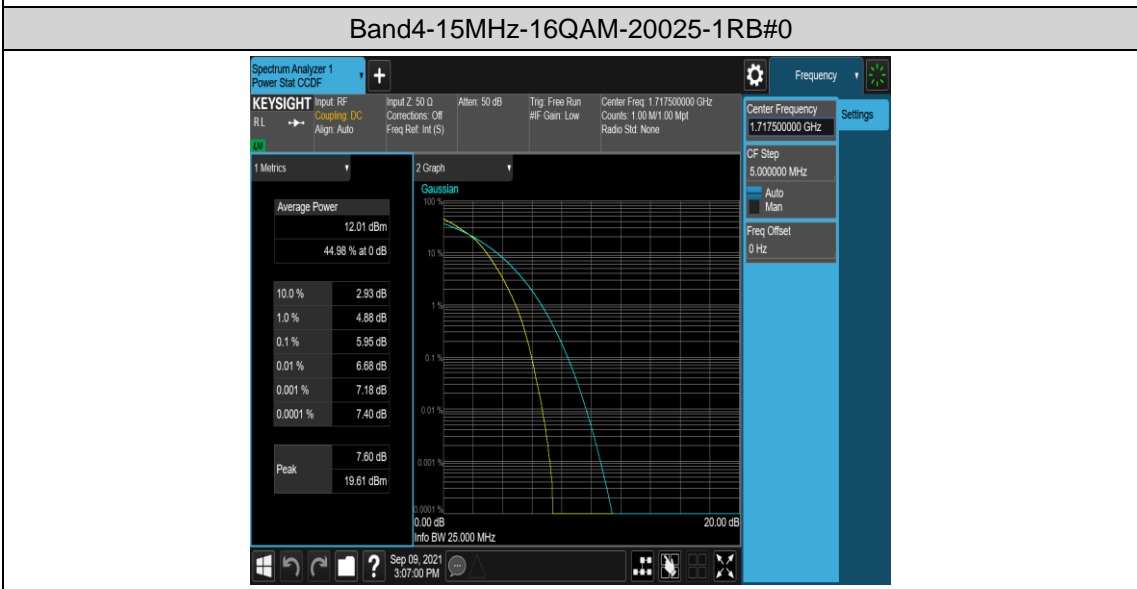 Band4-15MHz-16QAM-20025-1RB#0
Spectrum Analyzer 1
Power Stat CCDF
+
Frequency
KEYSIGHT
RL
Input: RF
Coupling: DC
Align: Auto
Input Z: 50 Ω
Corrections: Off
Freq Ref: Int (S)
Atten: 50 dB
Trig: Free Run
#IF Gain: Low
Center Freq: 1.717500000 GHz
Counts: 1.00 M/1.00 Mpt
Radio Std: None
Center Frequency
1.717500000 GHz
Settings
CF Step
5.000000 MHz
Auto
Man
Freq Offset
0 Hz
1 Metrics
Average Power
12.01 dBm
44.98 % at 0 dB
10.0 % 2.93 dB
1.0 % 4.88 dB
0.1 % 5.95 dB
0.01 % 6.68 dB
0.001 % 7.18 dB
0.0001 % 7.40 dB
Peak
7.60 dB
19.61 dBm
2 Graph
Gaussian
100 %
10 %
1 %
0.1 %
0.01 %
0.001 %
0.0001 %
0.00 dB 20.00 dB
Info BW 25.000 MHz
?
Sep 09, 2021
3:07:00 PM